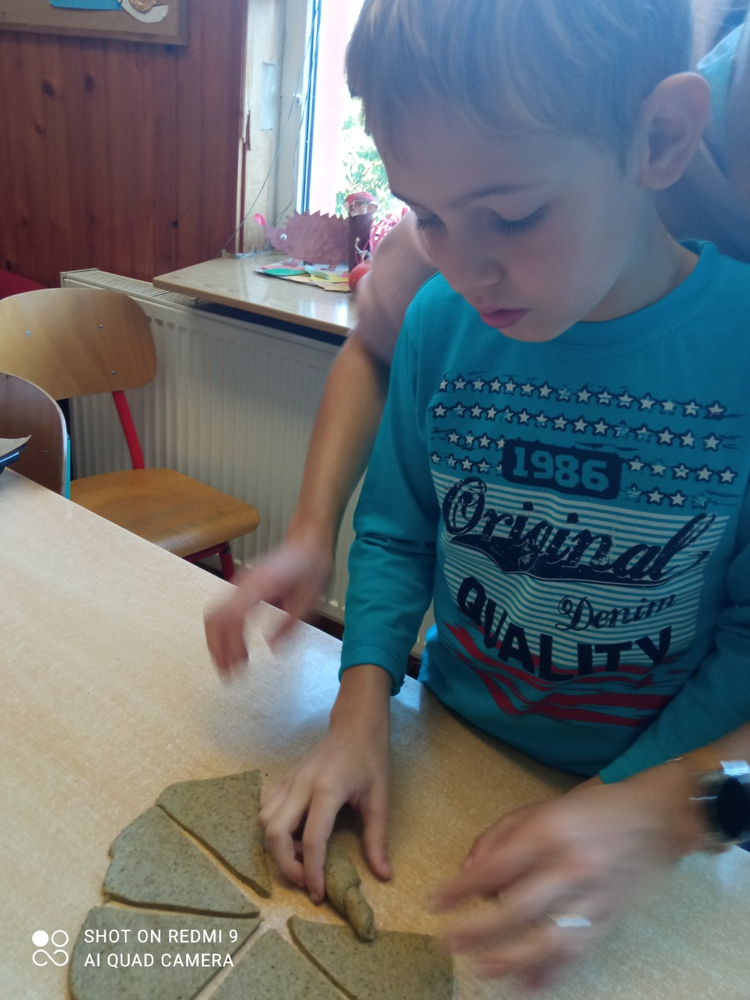 1986
Original
Denim
QUALITY
SHOT ON REDMI 9
AI QUAD CAMERA